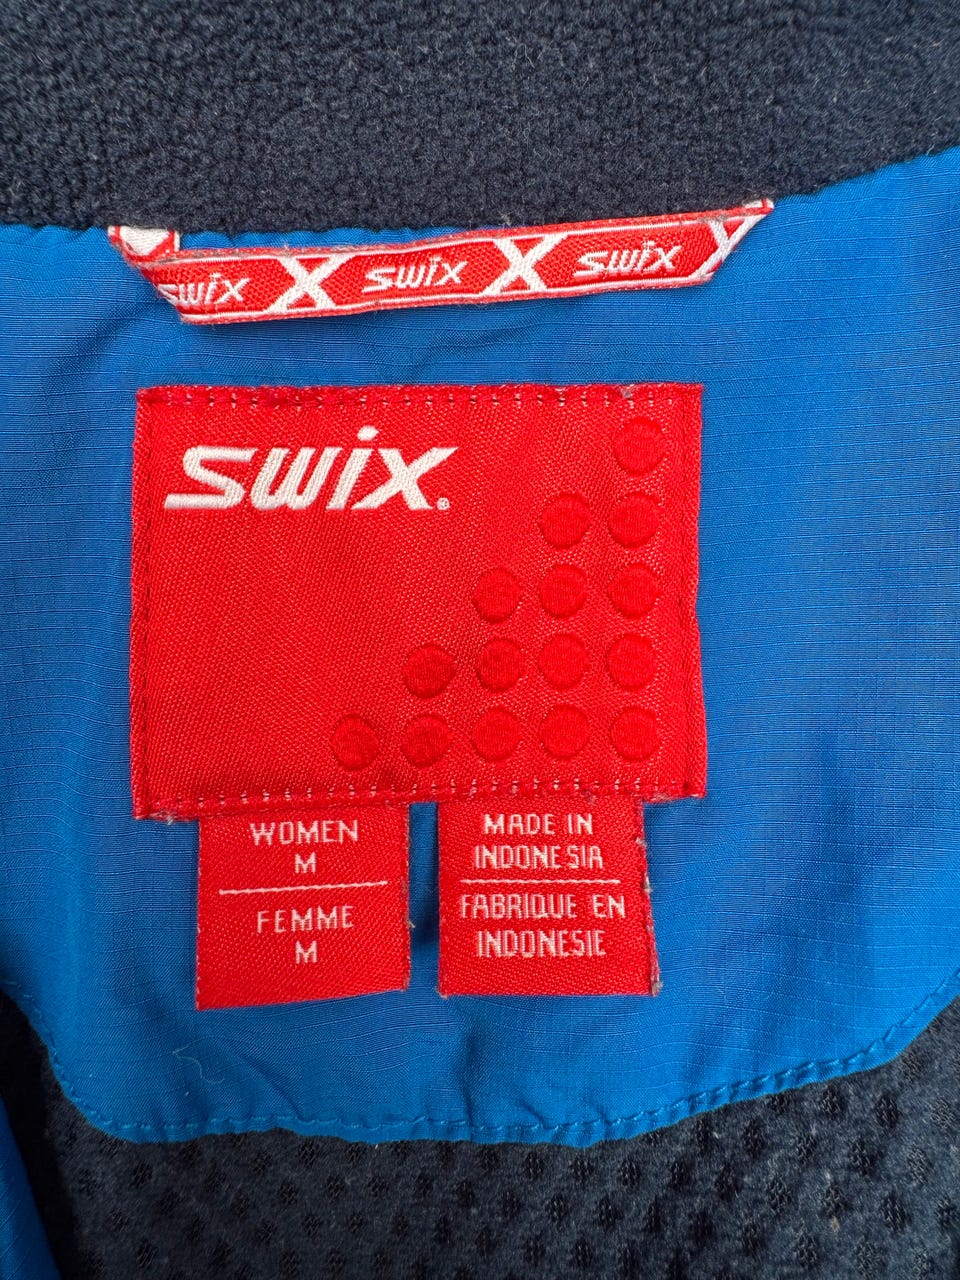 swix swix swix
swix®
WOMEN
M
FEMME
M
MADE IN
INDONESIA
FABRIQUE EN
INDONESIE